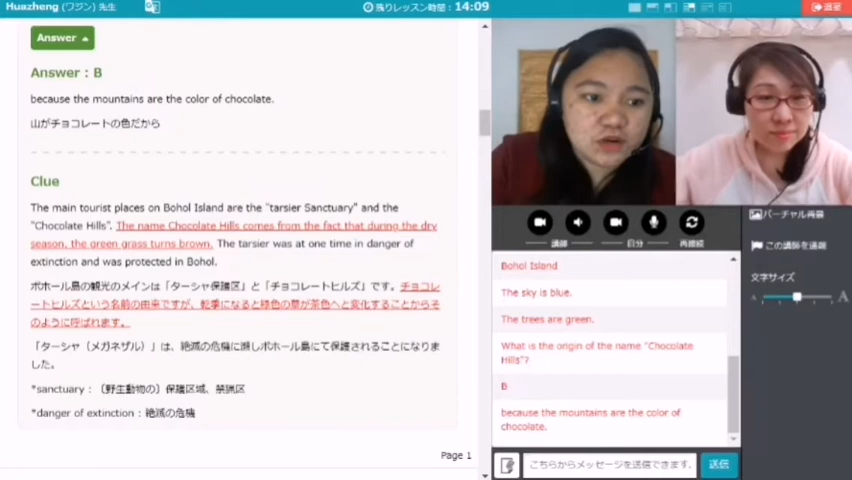 Huazheng (ワジン) 先生
残りレッスン時間：14:09
退室
Answer
Answer : B
because the mountains are the color of chocolate.
山がチョコレートの色だから
Clue
The main tourist places on Bohol Island are the "tarsier Sanctuary" and the
"Chocolate Hills". The name Chocolate Hills comes from the fact that during the dry
season, the green grass turns brown. The tarsier was at one time in danger of
extinction and was protected in Bohol.
ボホール島の観光のメインは「ターシャ保護区」と「チョコレートヒルズ」です。チョコレ
ートヒルズという名前の由来ですが、乾季になると緑色の草が茶色へと変化することからそ
のように呼ばれます。
「ターシャ（メガネザル）」は、絶滅の危機に瀕しボホール島にて保護されることになりま
した。
*sanctuary：〔野生動物の〕保護区域、禁猟区
*danger of extinction：絶滅の危機
Page 1
講師
自分
再接続
バーチャル背景
この講師を通報
文字サイズ
A
A
Bohol Island
The sky is blue.
The trees are green.
What is the origin of the name "Chocolate
Hills"?
B
because the mountains are the color of
chocolate.
こちらからメッセージを送信できます。
送信